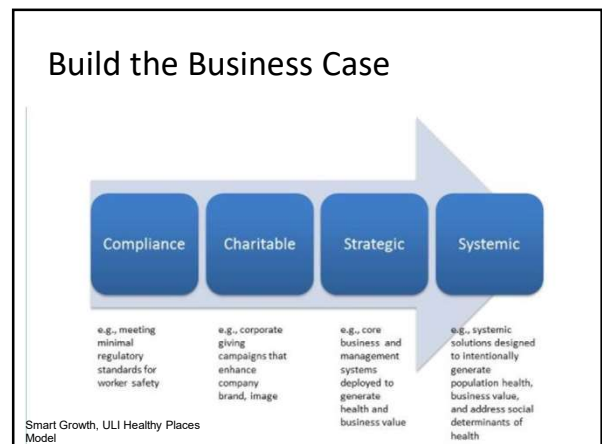 Build the Business Case
Compliance
Charitable
Strategic
Systemic
e.g., meeting
minimal
regulatory
standards for
worker safety
e.g., corporate
giving
campaigns that
enhance
company
brand, image
e.g., core
business and
management
systems
deployed to
generate
health and
business value
e.g., systemic
solutions designed
to intentionally
generate
population health,
business value,
and address social
determinants of
health
Smart Growth, ULI Healthy Places
Model